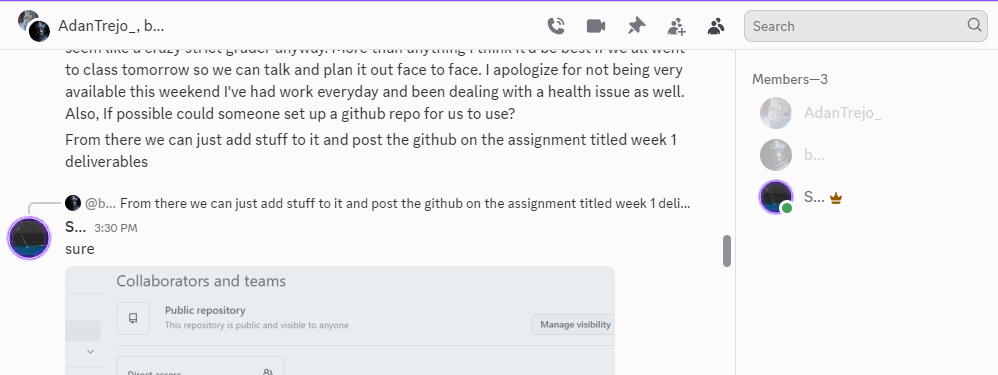 AdanTrejo_, b...
Search
seem like a crazy strict grader anyway. More than anything I think it'd be best if we all went
to class tomorrow so we can talk and plan it out face to face. I apologize for not being very
available this weekend I've had work everyday and been dealing with a health issue as well.
Also, If possible could someone set up a github repo for us to use?
From there we can just add stuff to it and post the github on the assignment titled week 1
deliverables
@b... From there we can just add stuff to it and post the github on the assignment titled week 1 deli...
S... 3:30 PM
sure
Collaborators and teams
Public repository
This repository is public and visible to anyone
Manage visibility
Direct access
Members—3
AdanTrejo_
b...
S...